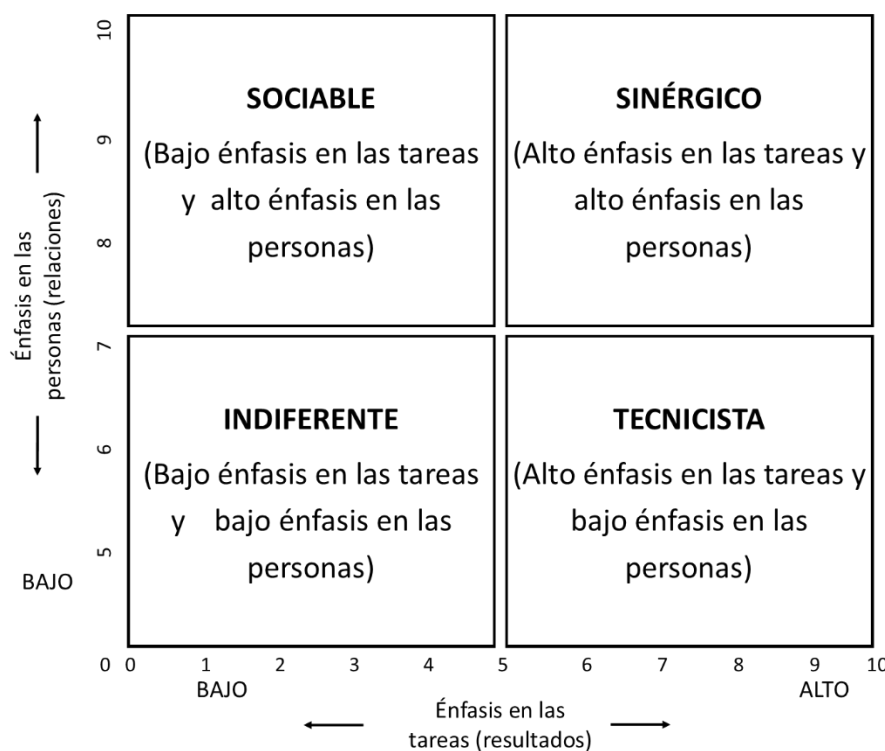 10
9
8
7
6
5
Énfasis en las
personas (relaciones)
BAJO
SOCIABLE
(Bajo énfasis en las tareas
y alto énfasis en las
personas)
SINÉRGICO
(Alto énfasis en las tareas y
alto énfasis en las
personas)
INDIFERENTE
(Bajo énfasis en las tareas
y bajo énfasis en las
personas)
TECNICISTA
(Alto énfasis en las tareas y
bajo énfasis en las
personas)
0 0 1 2 3 4 5 6 7 8 9 10
BAJO ALTO
Énfasis en las
tareas (resultados)